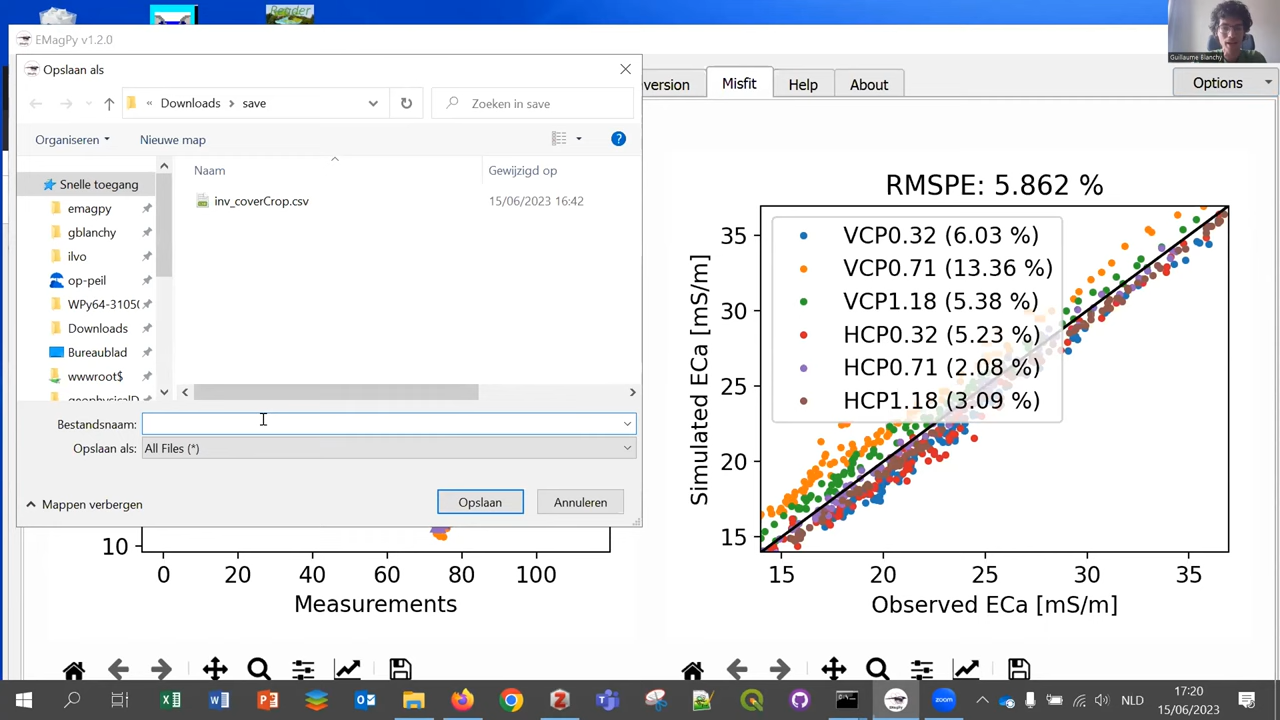 Reader
EMagPy v1.2.0
Guillaume Blanchy
Opslaan als
« Downloads > save
Zoeken in save
version
Misfit
Help
About
Options
Organiseren
Nieuwe map
?
Naam
Gewijzigd op
Snelle toegang
inv_coverCrop.csv
15/06/2023 16:42
emagpy
gblanchy
ilvo
op-peil
WPy64-3105(
Downloads
Bureaublad
wwwroot$
geophysicalD
Bestandsnaam:
Opslaan als:
All Files (*)
Mappen verbergen
Opslaan
Annuleren
RMSPE: 5.862 %
VCP0.32 (6.03 %)
VCP0.71 (13.36 %)
VCP1.18 (5.38 %)
HCP0.32 (5.23 %)
HCP0.71 (2.08 %)
HCP1.18 (3.09 %)
35
30
25
20
15
Simulated ECa [mS/m]
15 20 25 30 35
Observed ECa [mS/m]
10
0 20 40 60 80 100
Measurements
NLD
17:20
15/06/2023
EMagPy
zoom